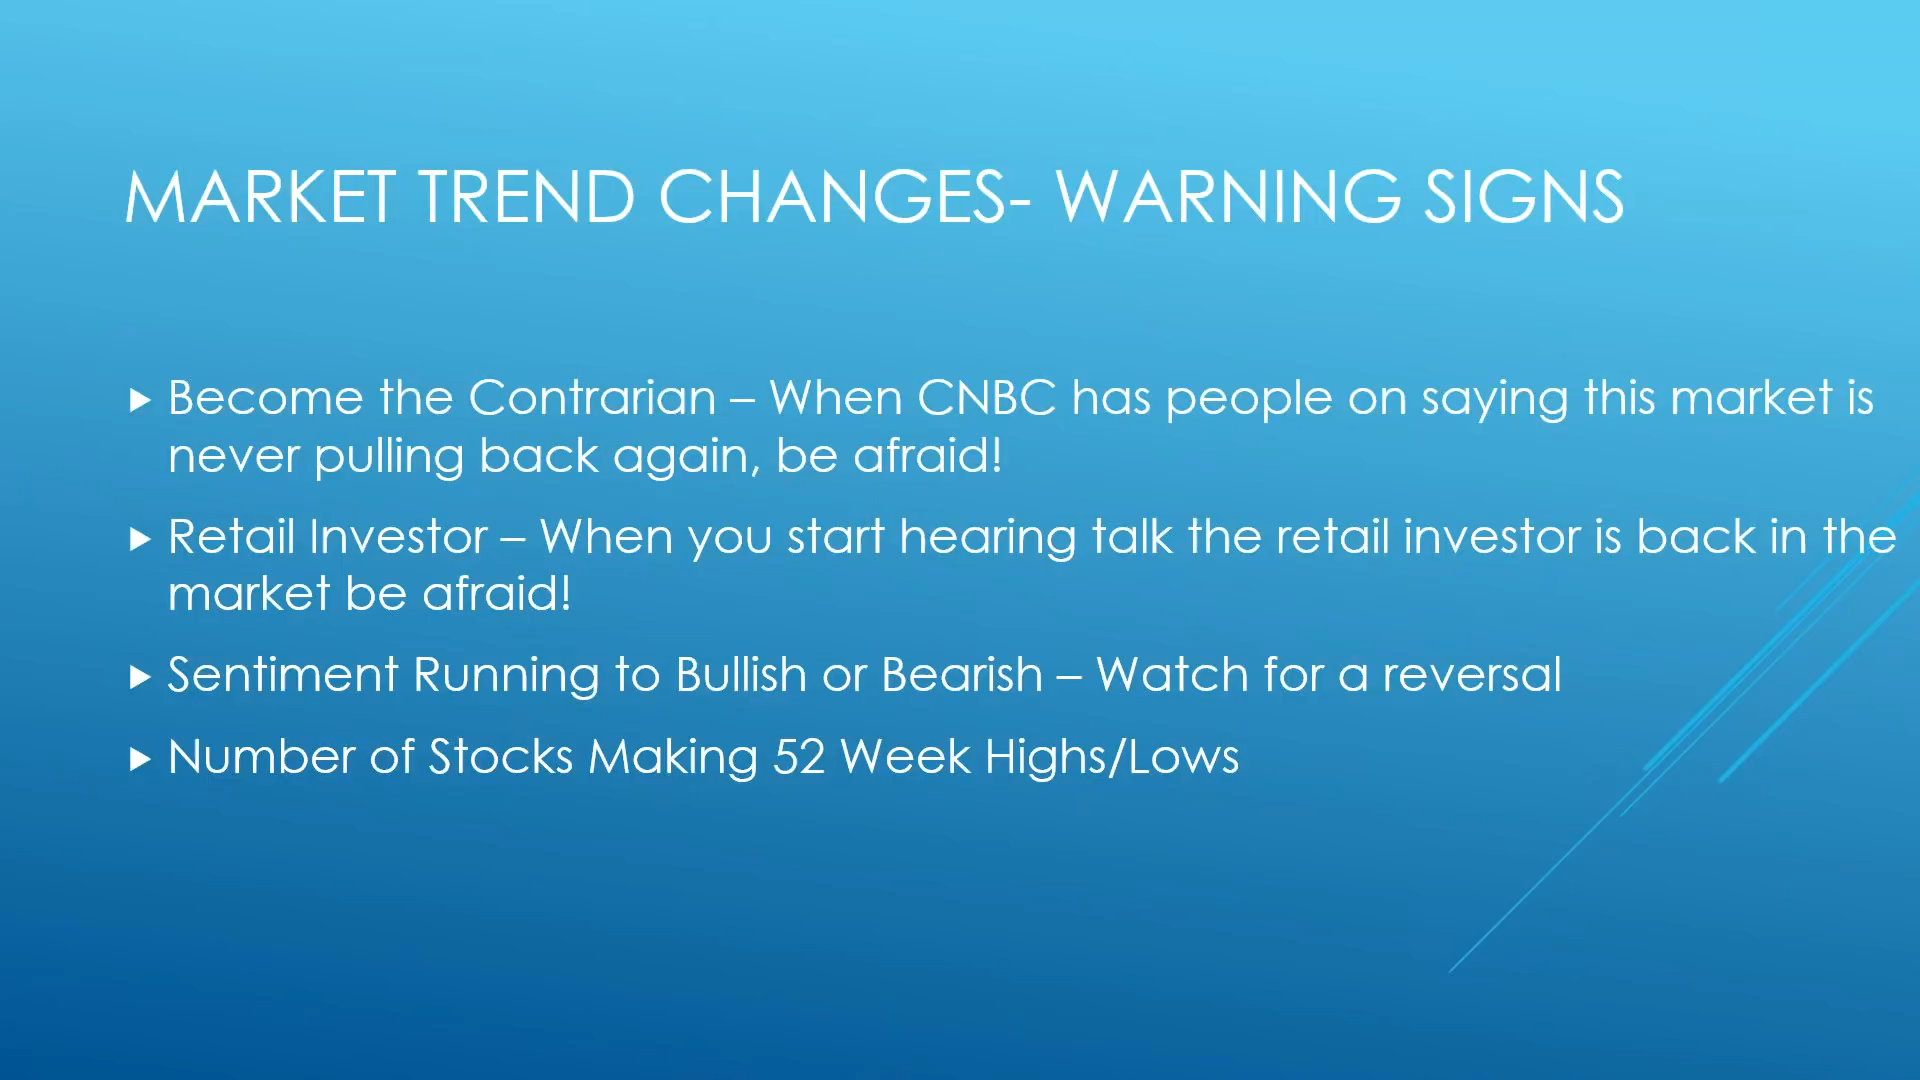 MARKET TREND CHANGES- WARNING SIGNS
Become the Contrarian – When CNBC has people on saying this market is
never pulling back again, be afraid!
Retail Investor – When you start hearing talk the retail investor is back in the
market be afraid!
Sentiment Running to Bullish or Bearish – Watch for a reversal
Number of Stocks Making 52 Week Highs/Lows